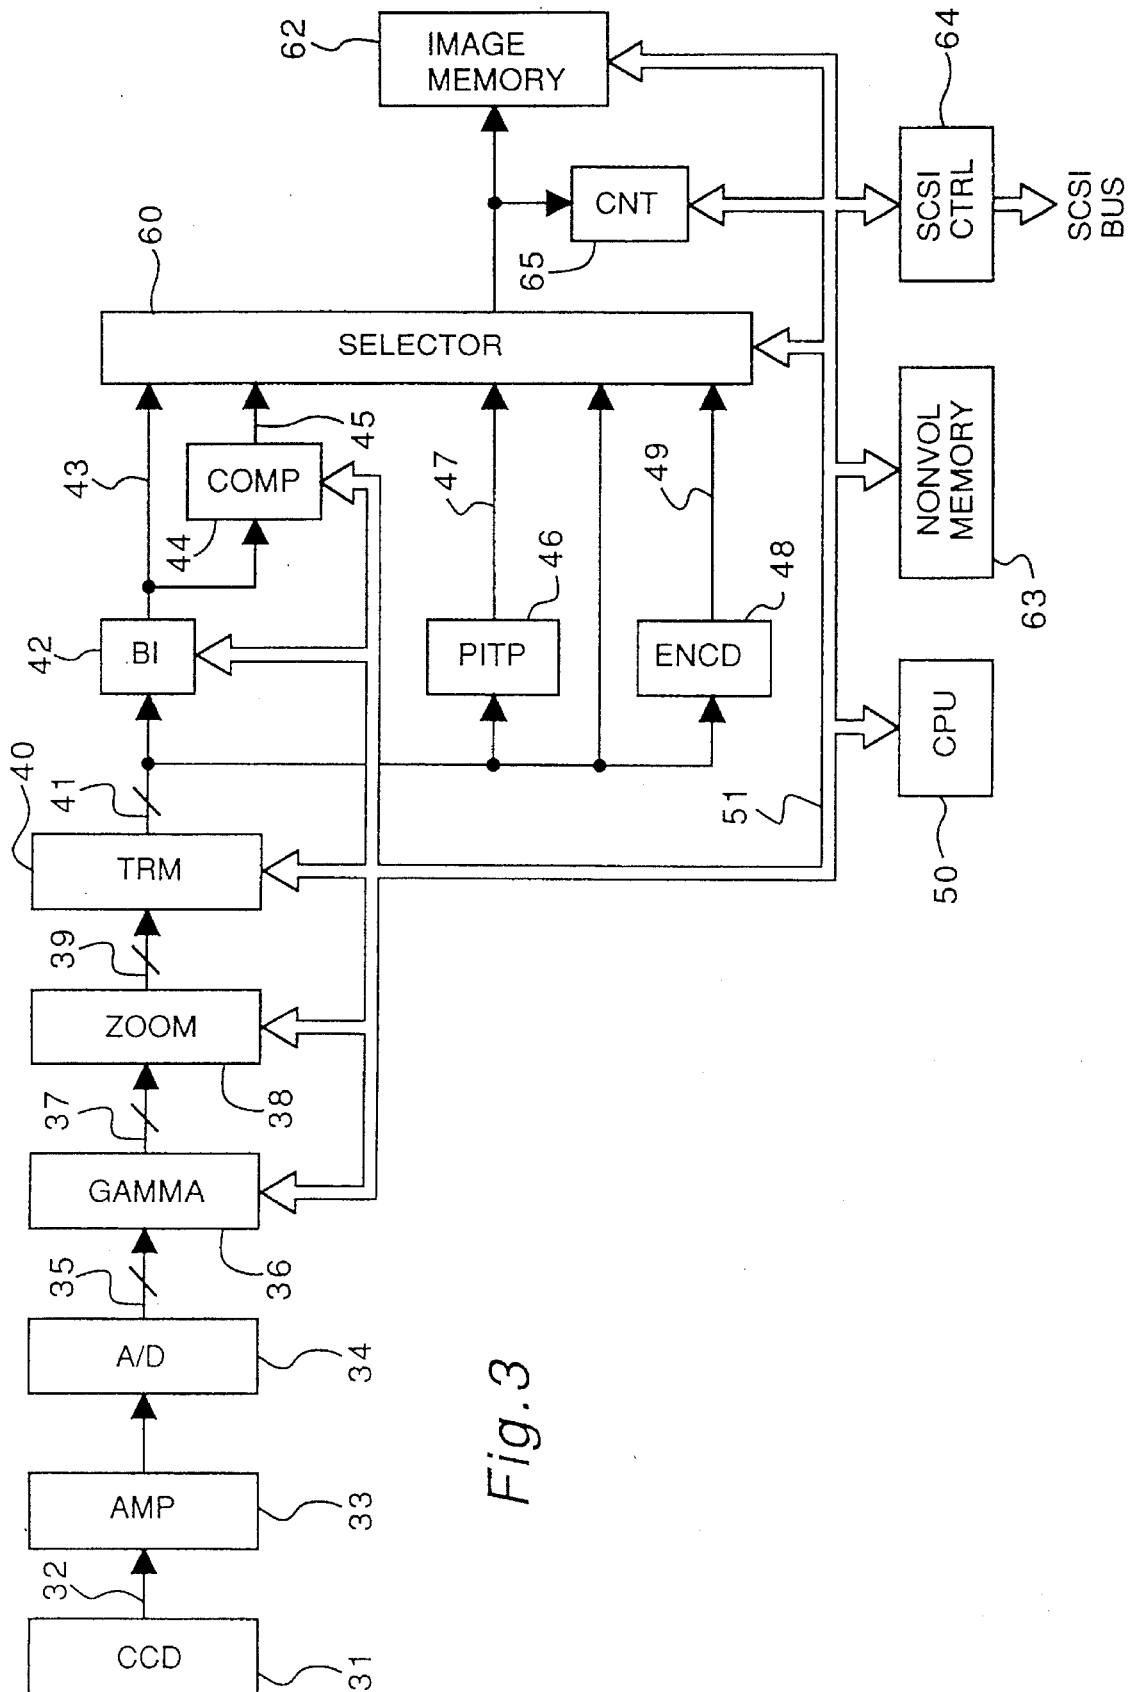 62
IMAGE
MEMORY
64
60
65
CNT
SCSI
CTRL
SCSI
BUS
SELECTOR
43
45
COMP
44
47
49
NONVOL
MEMORY
63
42
BI
PITP
46
ENCD
48
40
41
TRM
51
CPU
50
39
ZOOM
38
37
GAMMA
36
35
A/D
34
AMP
33
32
CCD
31
Fig.3